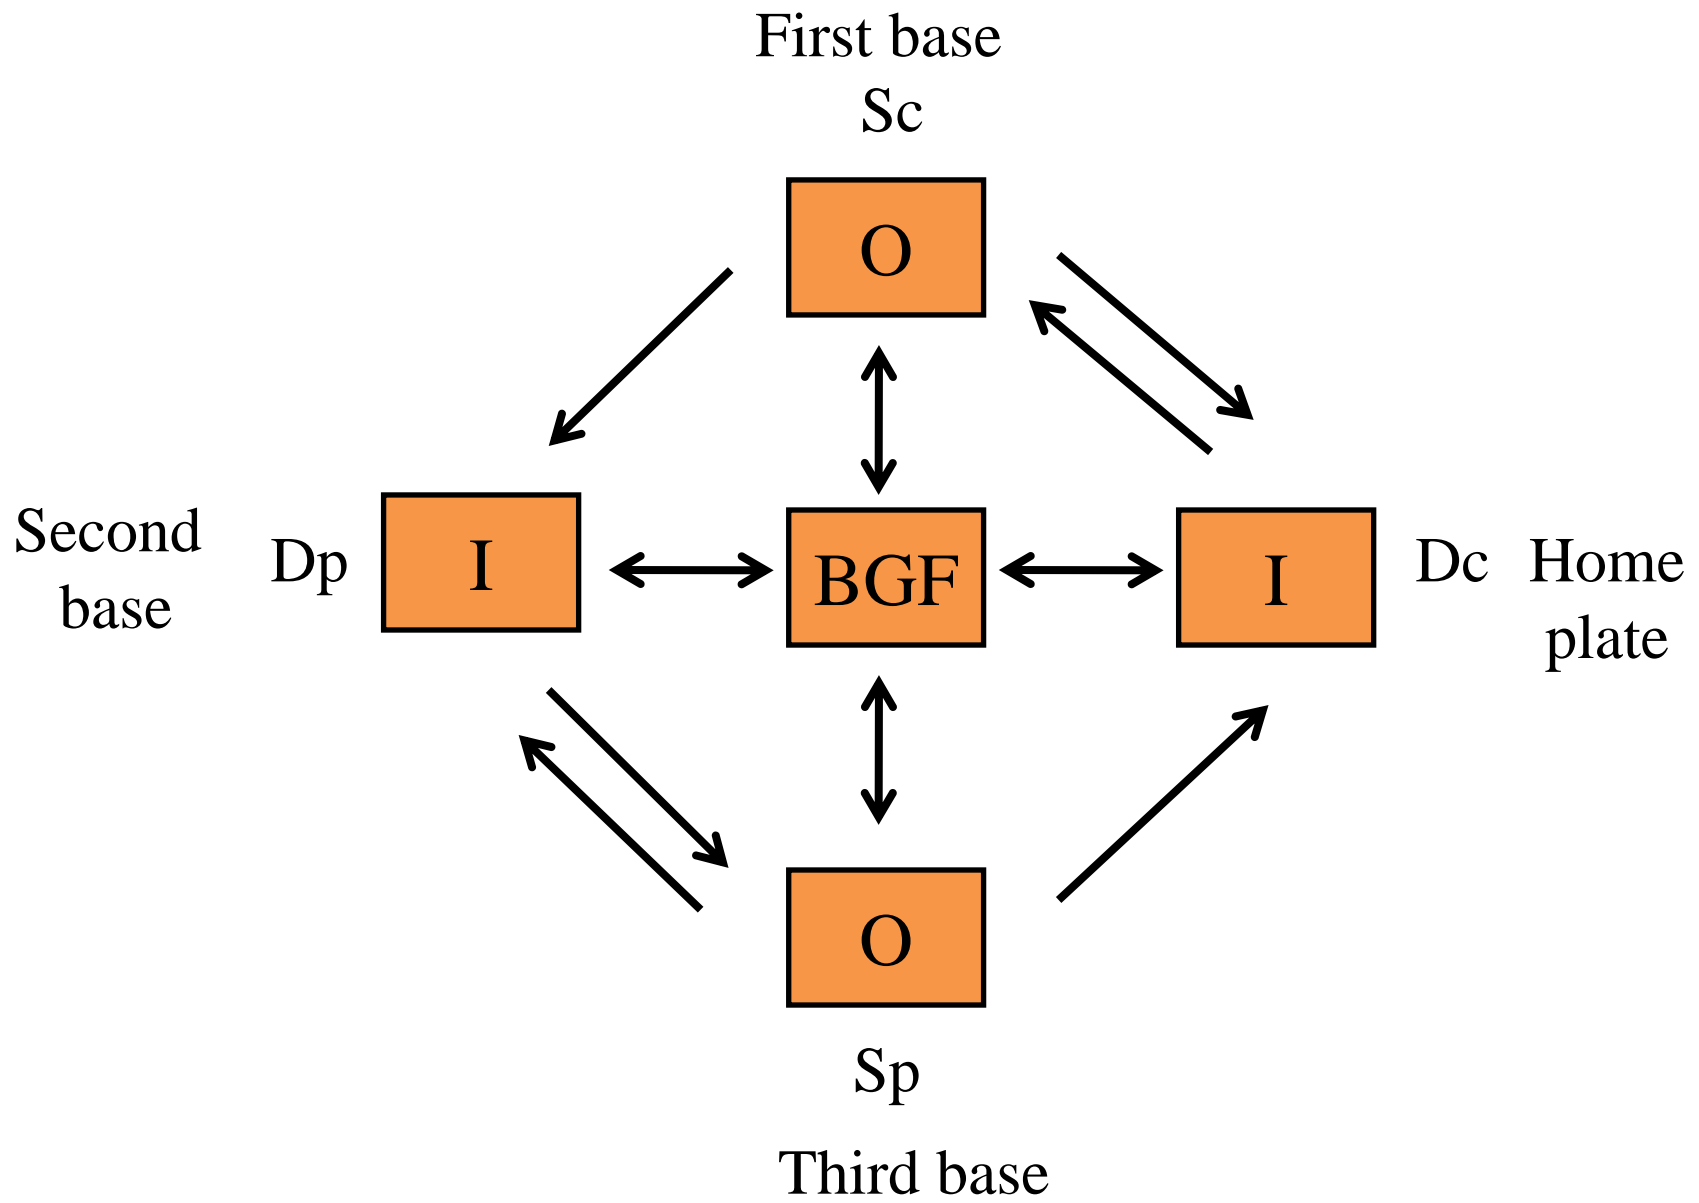 First base
Sc
O
Second
base
Dp
I
BGF
I
Dc
Home
plate
O
Sp
Third base